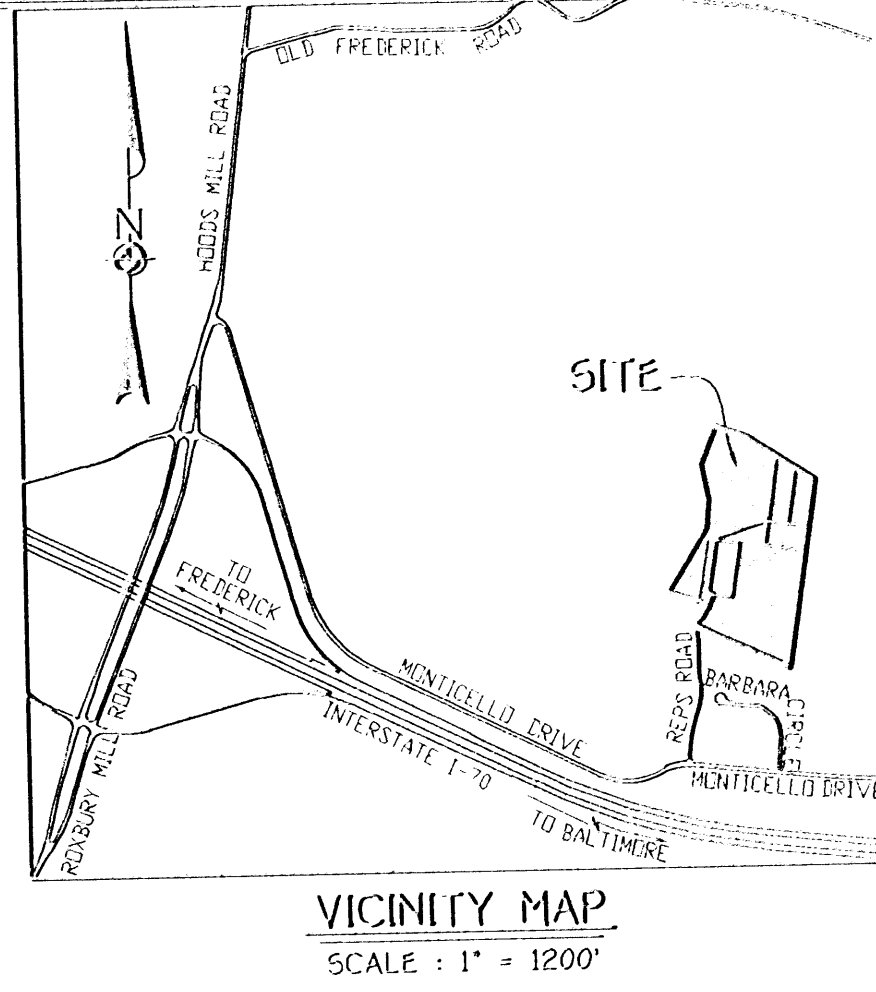 OLD FREDERICK ROAD
HOODS MILL ROAD
N
SITE
TO
FREDERICK
MONTICELLO DRIVE
INTERSTATE I-70
REPS ROAD
BARBARA
CIRCLE
MONTICELLO DRIVE
ROXBURY MILL ROAD
TO BALTIMORE
VICINITY MAP
SCALE : 1" = 1200'